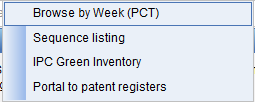 Browse by Week (PCT)
Sequence listing
IPC Green Inventory
Portal to patent registers